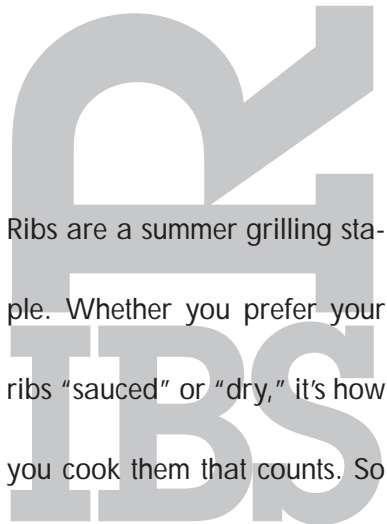 R
IBS
Ribs are a summer grilling sta-
ple. Whether you prefer your
ribs “sauced” or “dry,” it’s how
you cook them that counts. So